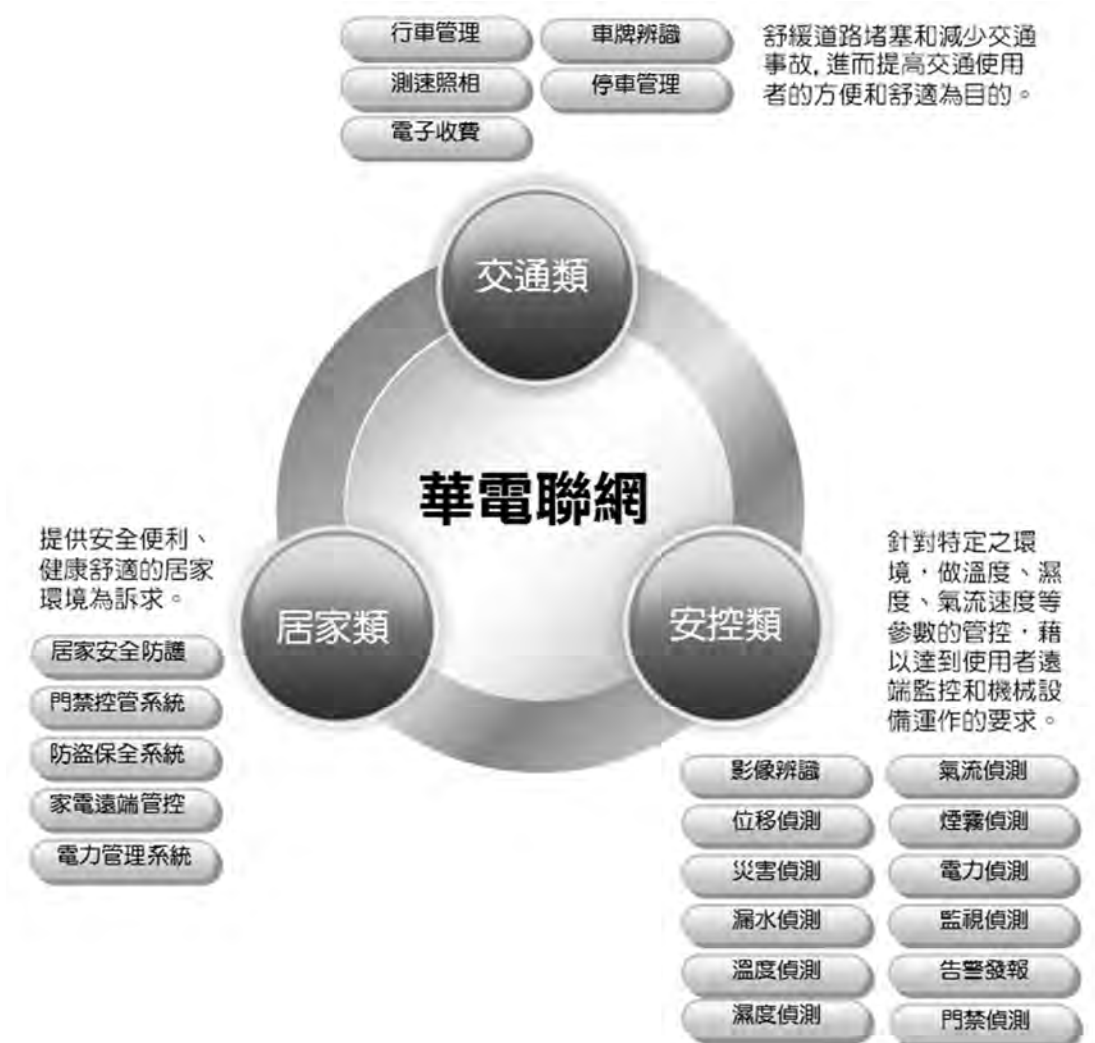 行車管理
車牌辨識
測速照相
停車管理
電子收費
舒緩道路堵塞和減少交通
事故,進而提高交通使用
者的方便和舒適為目的。
交通類
華電聯網
提供安全便利、
健康舒適的居家
環境為訴求。
居家類
居家安全防護
門禁控管系統
防盜保全系統
家電遠端管控
電力管理系統
安控類
針對特定之環
境,做溫度、濕
度、氣流速度等
參數的管控,藉
以達到使用者遠
端監控和機械設
備運作的要求。
影像辨識
氣流偵測
位移偵測
煙霧偵測
災害偵測
電力偵測
漏水偵測
監視偵測
溫度偵測
告警發報
濕度偵測
門禁偵測